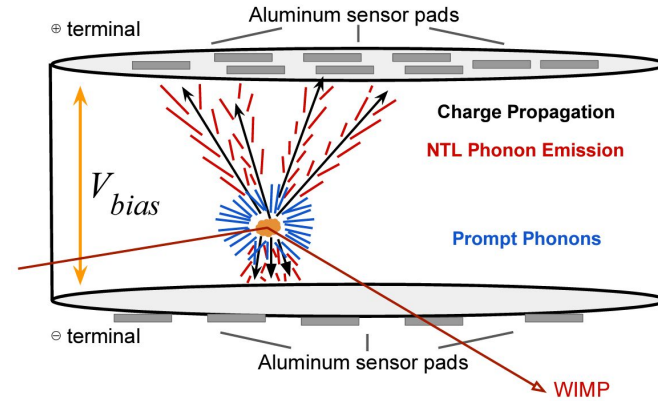 Aluminum sensor pads
⊕ terminal
Charge Propagation
NTL Phonon Emission
V_bias
Prompt Phonons
⊖ terminal
Aluminum sensor pads
WIMP